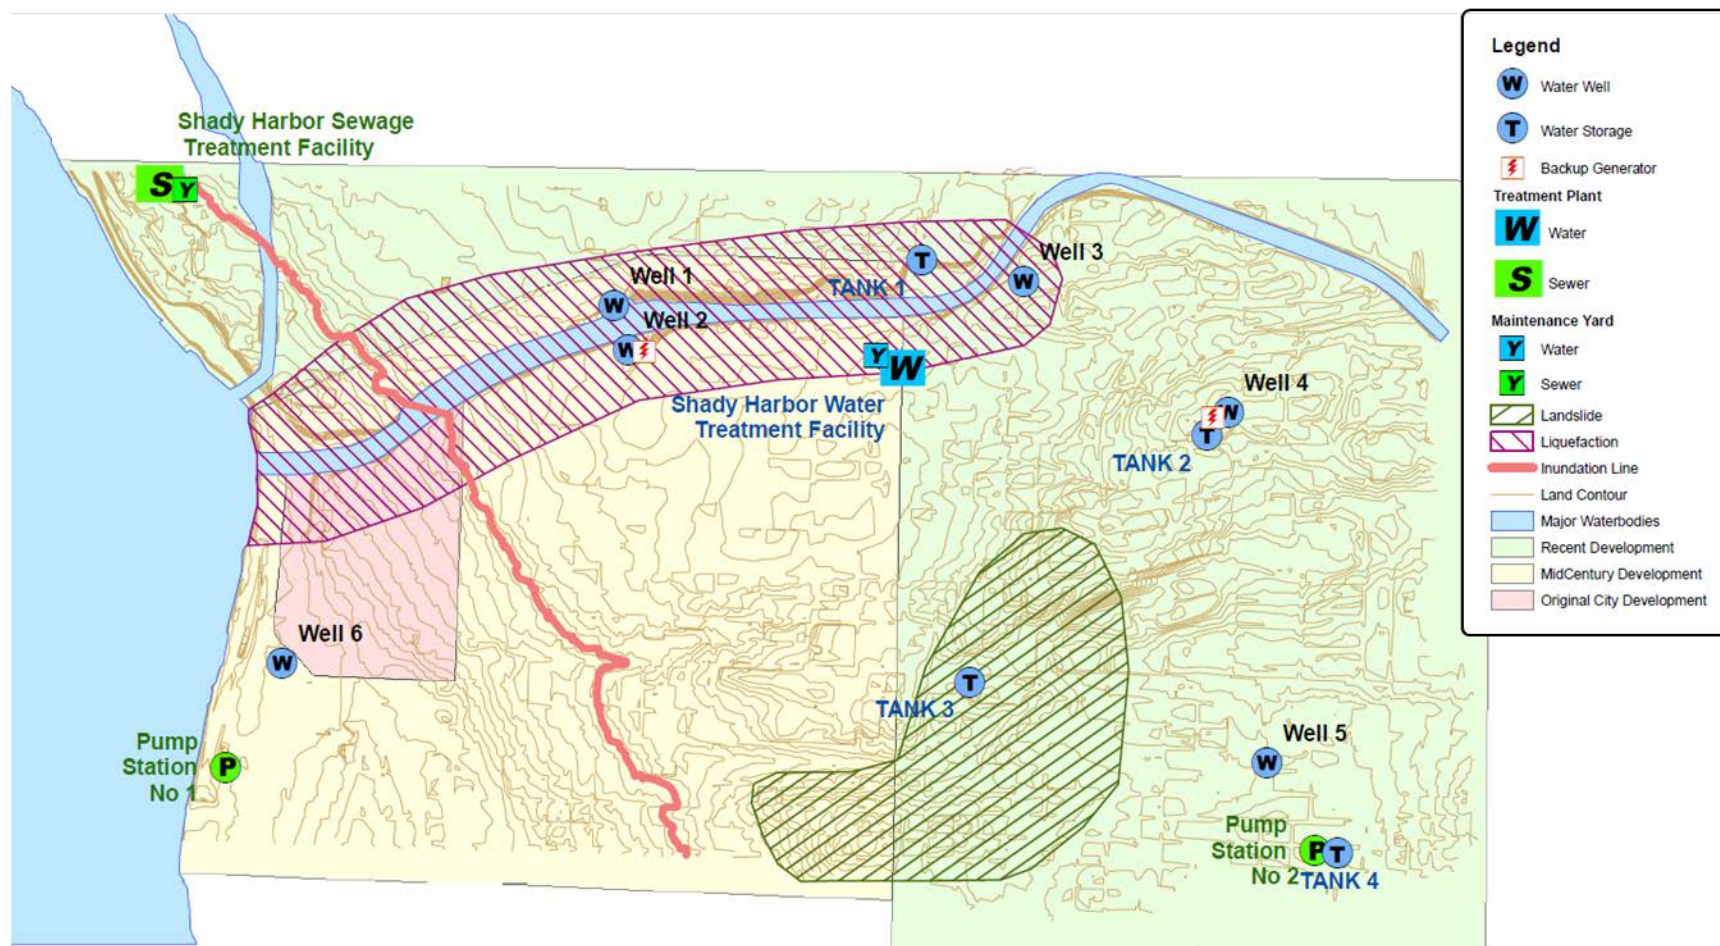 Shady Harbor Sewage
Treatment Facility
S
Y
Well 1
W
Well 2
W
T
TANK 1
Well 3
W
Y
W
Shady Harbor Water
Treatment Facility
Well 4
W
T
TANK 2
Well 6
W
T
TANK 3
Pump
Station
No 1
P
Well 5
W
Pump
Station
No 2
P
T
TANK 4
Legend
W Water Well
T Water Storage
Backup Generator
Treatment Plant
W Water
S Sewer
Maintenance Yard
Y Water
Y Sewer
Landslide
Liquefaction
Inundation Line
Land Contour
Major Waterbodies
Recent Development
MidCentury Development
Original City Development